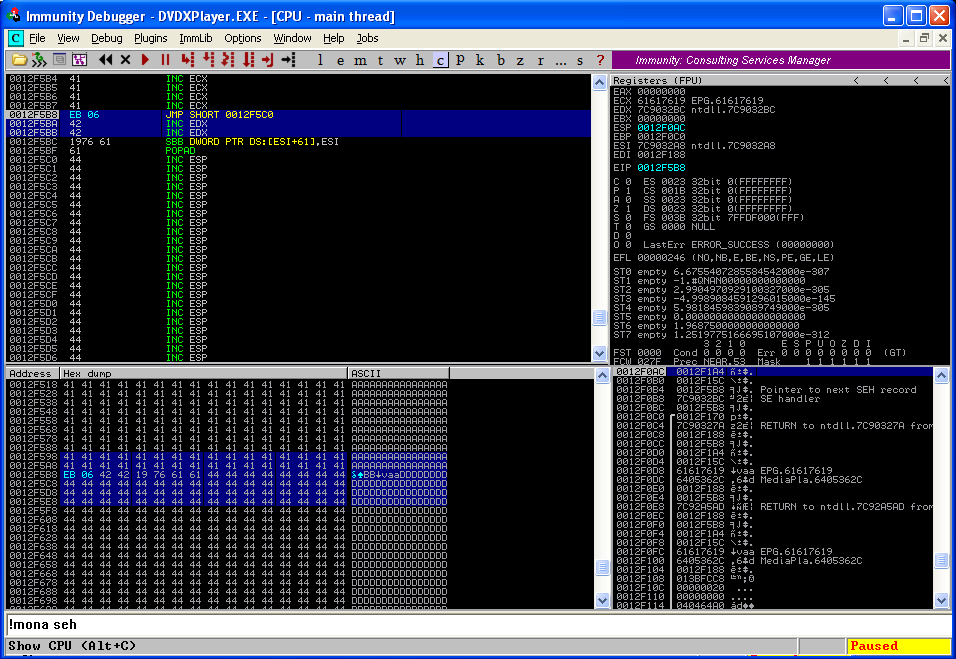 Immunity Debugger - DVDXPlayer.EXE - [CPU - main thread]
C File View Debug Plugins ImmLib Options Window Help Jobs
l e m t w h c p k b z r ... s ?
Immunity: Consulting Services Manager
0012F5B4 41 INC ECX
0012F5B5 41 INC ECX
0012F5B6 41 INC ECX
0012F5B7 41 INC ECX
0012F5B8 EB 06 JMP SHORT 0012F5C0
0012F5BA 42 INC EDX
0012F5BB 42 INC EDX
0012F5BC 1976 61 SBB DWORD PTR DS:[ESI+61],ESI
0012F5BF 61 POPAD
0012F5C0 44 INC ESP
0012F5C1 44 INC ESP
0012F5C2 44 INC ESP
0012F5C3 44 INC ESP
0012F5C4 44 INC ESP
0012F5C5 44 INC ESP
0012F5C6 44 INC ESP
0012F5C7 44 INC ESP
0012F5C8 44 INC ESP
0012F5C9 44 INC ESP
0012F5CA 44 INC ESP
0012F5CB 44 INC ESP
0012F5CC 44 INC ESP
0012F5CD 44 INC ESP
0012F5CE 44 INC ESP
0012F5CF 44 INC ESP
0012F5D0 44 INC ESP
0012F5D1 44 INC ESP
0012F5D2 44 INC ESP
0012F5D3 44 INC ESP
0012F5D4 44 INC ESP
0012F5D5 44 INC ESP
0012F5D6 44 INC ESP
Registers (FPU) < < < <
EAX 00000000
ECX 61617619 EPG.61617619
EDX 7C9032BC ntdll.7C9032BC
EBX 00000000
ESP 0012F0AC
EBP 0012F0C0
ESI 7C9032A8 ntdll.7C9032A8
EDI 0012F188
EIP 0012F5B8
C 0 ES 0023 32bit 0(FFFFFFFF)
P 1 CS 001B 32bit 0(FFFFFFFF)
A 0 SS 0023 32bit 0(FFFFFFFF)
Z 1 DS 0023 32bit 0(FFFFFFFF)
S 0 FS 003B 32bit 7FFDF000(FFF)
T 0 GS 0000 NULL
D 0
O 0 LastErr ERROR_SUCCESS (00000000)
EFL 00000246 (NO,NB,E,BE,NS,PE,GE,LE)
ST0 empty 6.6755407285584542000e-307
ST1 empty -1.#QNAN0000000000000
ST2 empty 2.9904970929100327000e-305
ST3 empty -4.9989084591296015000e-145
ST4 empty 5.9818459839089749000e-305
ST5 empty 0.0000000000000000000
ST6 empty 1.9687500000000000000
ST7 empty 1.2519775166695107000e-312
3 2 1 0 E S P U O Z D I
FST 0000 Cond 0 0 0 0 Err 0 0 0 0 0 0 0 0 (GT)
FCW 027F Prec NEAR,53 Mask 1 1 1 1 1 1
Address Hex dump ASCII
0012F518 41 41 41 41 41 41 41 41 41 41 41 41 41 41 41 41 AAAAAAAAAAAAAAAA
0012F528 41 41 41 41 41 41 41 41 41 41 41 41 41 41 41 41 AAAAAAAAAAAAAAAA
0012F538 41 41 41 41 41 41 41 41 41 41 41 41 41 41 41 41 AAAAAAAAAAAAAAAA
0012F548 41 41 41 41 41 41 41 41 41 41 41 41 41 41 41 41 AAAAAAAAAAAAAAAA
0012F558 41 41 41 41 41 41 41 41 41 41 41 41 41 41 41 41 AAAAAAAAAAAAAAAA
0012F568 41 41 41 41 41 41 41 41 41 41 41 41 41 41 41 41 AAAAAAAAAAAAAAAA
0012F578 41 41 41 41 41 41 41 41 41 41 41 41 41 41 41 41 AAAAAAAAAAAAAAAA
0012F588 41 41 41 41 41 41 41 41 41 41 41 41 41 41 41 41 AAAAAAAAAAAAAAAA
0012F598 41 41 41 41 41 41 41 41 41 41 41 41 41 41 41 41 AAAAAAAAAAAAAAAA
0012F5A8 41 41 41 41 41 41 41 41 41 41 41 41 41 41 41 41 AAAAAAAAAAAAAAAA
0012F5B8 EB 06 42 42 19 76 61 61 44 44 44 44 44 44 44 44 δ♠BB↓vaaDDDDDDDD
0012F5C8 44 44 44 44 44 44 44 44 44 44 44 44 44 44 44 44 DDDDDDDDDDDDDDDD
0012F5D8 44 44 44 44 44 44 44 44 44 44 44 44 44 44 44 44 DDDDDDDDDDDDDDDD
0012F5E8 44 44 44 44 44 44 44 44 44 44 44 44 44 44 44 44 DDDDDDDDDDDDDDDD
0012F5F8 44 44 44 44 44 44 44 44 44 44 44 44 44 44 44 44 DDDDDDDDDDDDDDDD
0012F608 44 44 44 44 44 44 44 44 44 44 44 44 44 44 44 44 DDDDDDDDDDDDDDDD
0012F618 44 44 44 44 44 44 44 44 44 44 44 44 44 44 44 44 DDDDDDDDDDDDDDDD
0012F628 44 44 44 44 44 44 44 44 44 44 44 44 44 44 44 44 DDDDDDDDDDDDDDDD
0012F638 44 44 44 44 44 44 44 44 44 44 44 44 44 44 44 44 DDDDDDDDDDDDDDDD
0012F648 44 44 44 44 44 44 44 44 44 44 44 44 44 44 44 44 DDDDDDDDDDDDDDDD
0012F658 44 44 44 44 44 44 44 44 44 44 44 44 44 44 44 44 DDDDDDDDDDDDDDDD
0012F668 44 44 44 44 44 44 44 44 44 44 44 44 44 44 44 44 DDDDDDDDDDDDDDDD
0012F678 44 44 44 44 44 44 44 44 44 44 44 44 44 44 44 44 DDDDDDDDDDDDDDDD
0012F688 44 44 44 44 44 44 44 44 44 44 44 44 44 44 44 44 DDDDDDDDDDDDDDDD
0012F698 44 44 44 44 44 44 44 44 44 44 44 44 44 44 44 44 DDDDDDDDDDDDDDDD
0012F0AC 0012F1A4
0012F0B0 0012F15C
0012F0B4 0012F5B8 Pointer to next SEH record
0012F0B8 7C9032BC SE handler
0012F0BC 0012F5B8
0012F0C0 0012F170
0012F0C4 7C90327A RETURN to ntdll.7C90327A from
0012F0C8 0012F188
0012F0CC 0012F5B8
0012F0D0 0012F1A4
0012F0D4 0012F15C
0012F0D8 61617619 ↓vaa EPG.61617619
0012F0DC 6405362C ,6♣d MediaPla.6405362C
0012F0E0 0012F188
0012F0E4 0012F5B8
0012F0E8 7C92A5AD RETURN to ntdll.7C92A5AD from
0012F0EC 0012F188
0012F0F0 0012F5B8
0012F0F4 0012F1A4
0012F0F8 0012F15C
0012F0FC 61617619 ↓vaa EPG.61617619
0012F100 6405362C ,6♣d MediaPla.6405362C
0012F104 0012F188
0012F108 013BFCC8
0012F10C 00000020 ...
0012F110 00000000 ....
0012F114 040464A0
!mona seh
Show CPU (Alt+C)
Paused